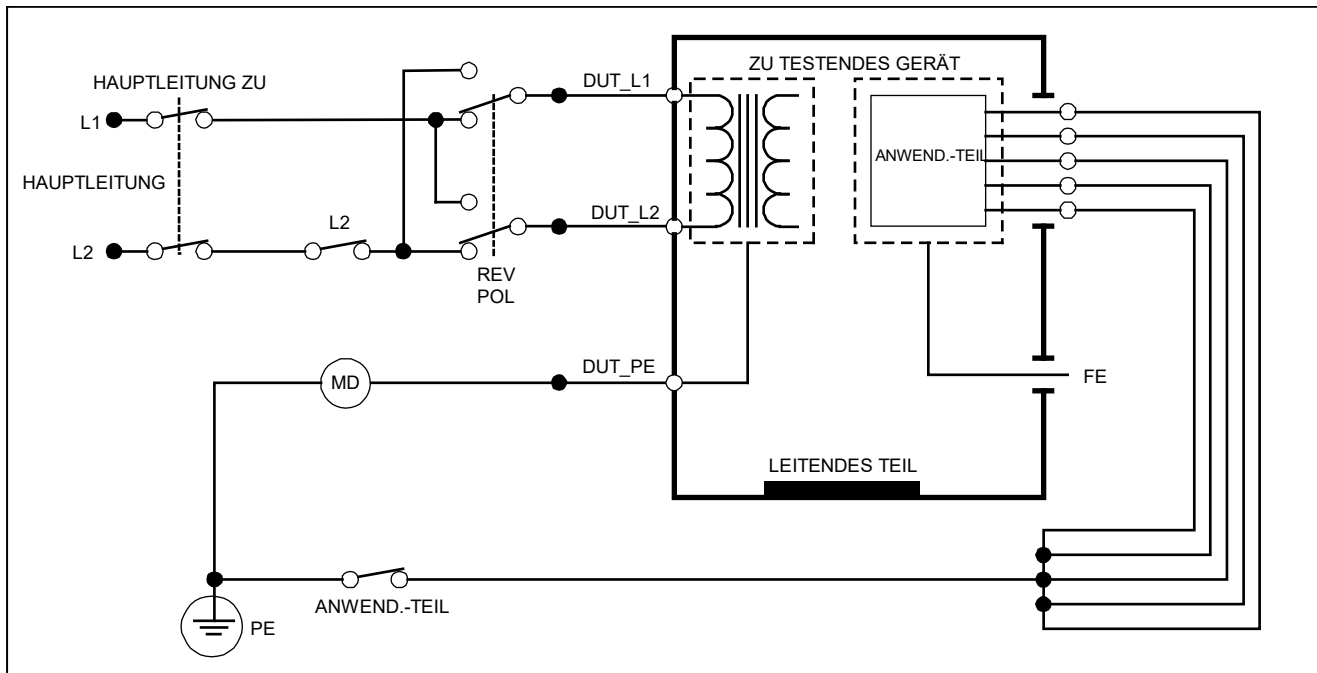 HAUPTLEITUNG ZU
L1
HAUPTLEITUNG
L2
L2
REV
POL
DUT_L1
DUT_L2
DUT_PE
ZU TESTENDES GERÄT
ANWEND.-TEIL
MD
FE
LEITENDES TEIL
ANWEND.-TEIL
PE